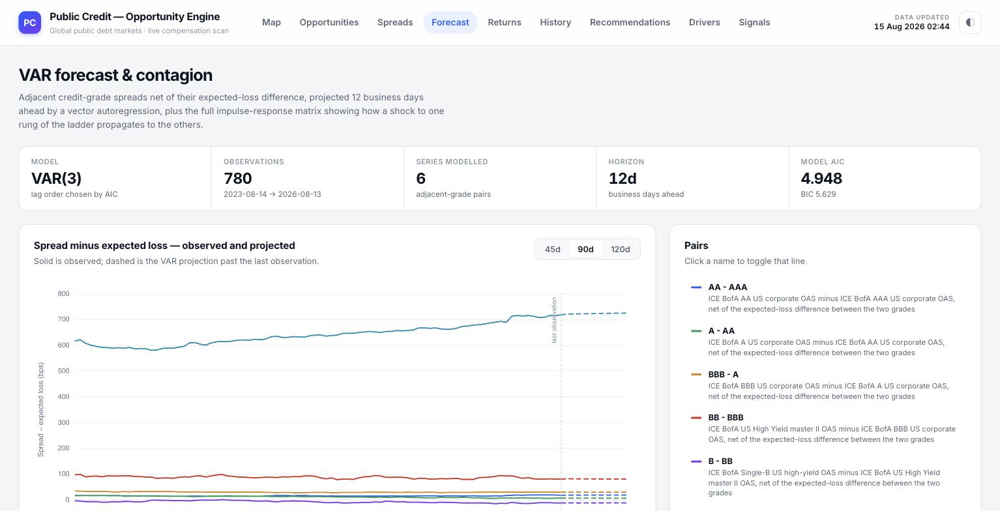 PC
Public Credit — Opportunity Engine
Global public debt markets · live compensation scan
Map
Opportunities
Spreads
Forecast
Returns
History
Recommendations
Drivers
Signals
DATA UPDATED
15 Aug 2026 02:44
VAR forecast & contagion
Adjacent credit-grade spreads net of their expected-loss difference, projected 12 business days
ahead by a vector autoregression, plus the full impulse-response matrix showing how a shock to one
rung of the ladder propagates to the others.
MODEL
VAR(3)
lag order chosen by AIC
OBSERVATIONS
780
2023-08-14 → 2026-08-13
SERIES MODELLED
6
adjacent-grade pairs
HORIZON
12d
business days ahead
MODEL AIC
4.948
BIC 5.629
Spread minus expected loss — observed and projected
Solid is observed; dashed is the VAR projection past the last observation.
45d
90d
120d
Spread − expected loss (bps)
800
700
600
500
400
300
200
100
0
last observation
Pairs
Click a name to toggle that line
AA - AAA
ICE BofA AA US corporate OAS minus ICE BofA AAA US corporate OAS,
net of the expected-loss difference between the two grades
A - AA
ICE BofA A US corporate OAS minus ICE BofA AA US corporate OAS,
net of the expected-loss difference between the two grades
BBB - A
ICE BofA BBB US corporate OAS minus ICE BofA A US corporate OAS,
net of the expected-loss difference between the two grades
BB - BBB
ICE BofA US High Yield master II OAS minus ICE BofA BBB US corporate
OAS, net of the expected-loss difference between the two grades
B - BB
ICE BofA Single-B US high-yield OAS minus ICE BofA US High Yield
master II OAS, net of the expected-loss difference between the two
grades